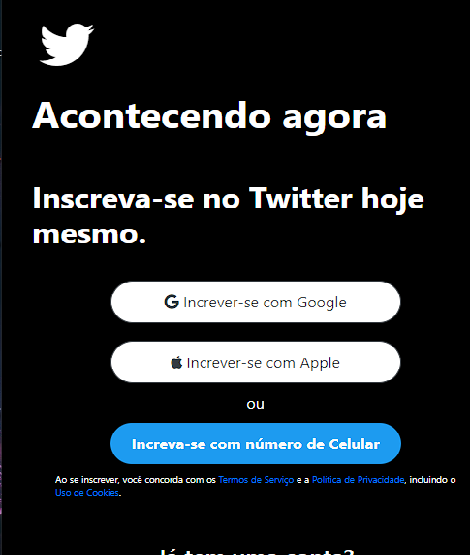 Acontecendo agora
Inscreva-se no Twitter hoje
mesmo.
Increver-se com Google
Increver-se com Apple
ou
Increva-se com número de Celular
Ao se inscrever, você concorda com os Termos de Serviço e a Política de Privacidade, incluindo o
Uso ce Cookies.
Já tem uma conta?